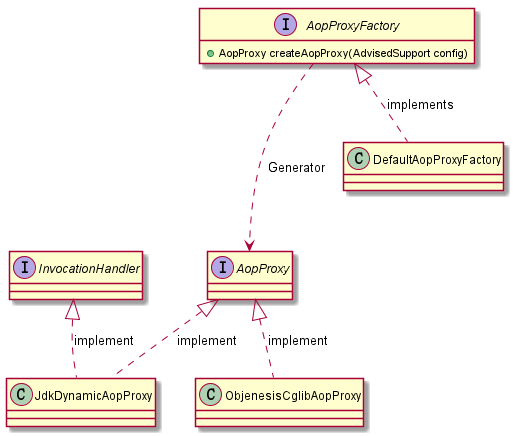 I AopProxyFactory
AopProxy createAopProxy(AdvisedSupport config)
implements
C DefaultAopProxyFactory
Generator
I InvocationHandler
I AopProxy
implement
implement
implement
C JdkDynamicAopProxy
C ObjenesisCglibAopProxy